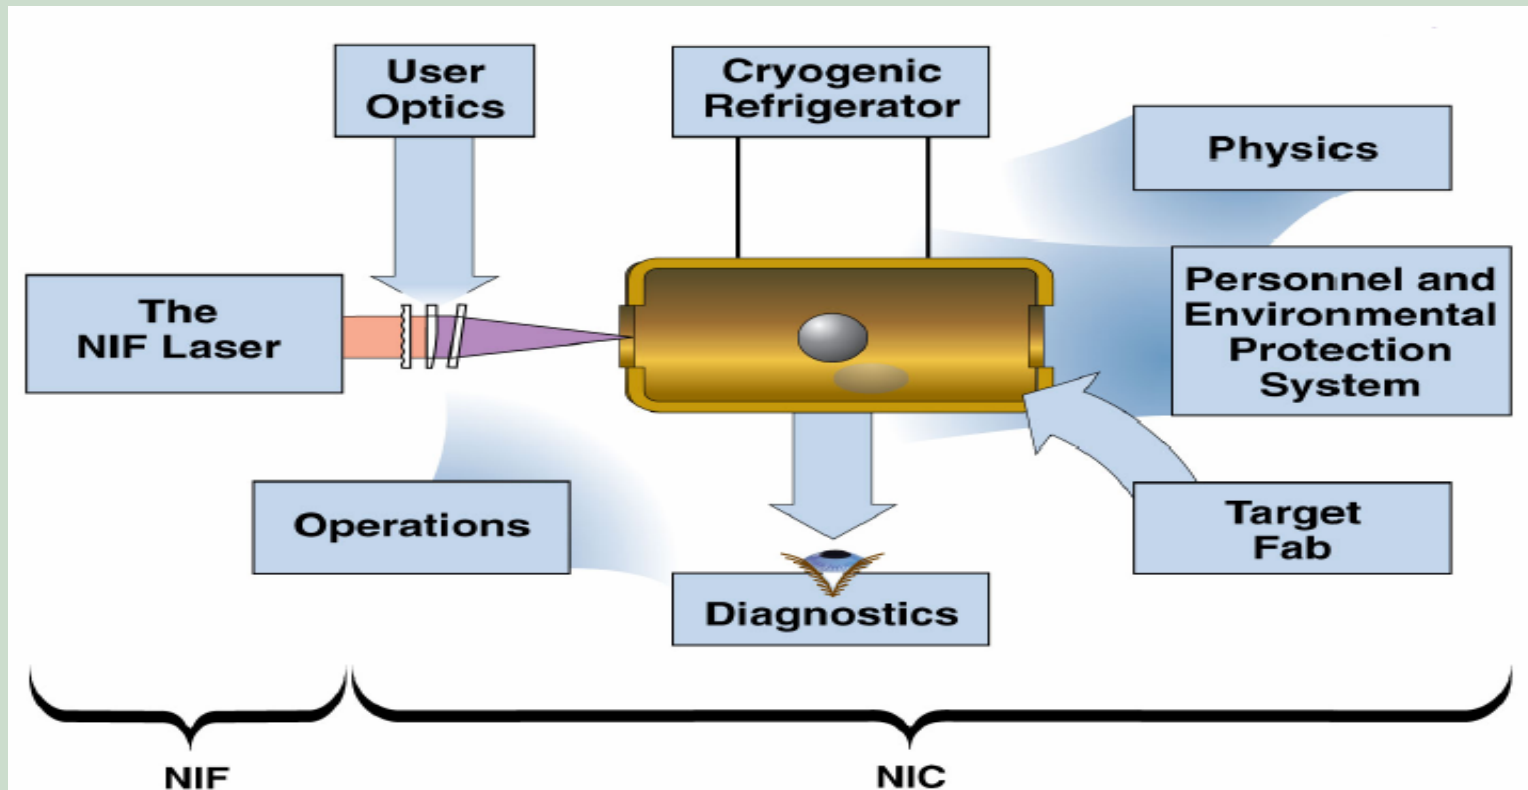 User
Optics
Cryogenic
Refrigerator
Physics
The
NIF Laser
Personnel and
Environmental
Protection
System
Operations
Target
Fab
Diagnostics
NIF
NIC